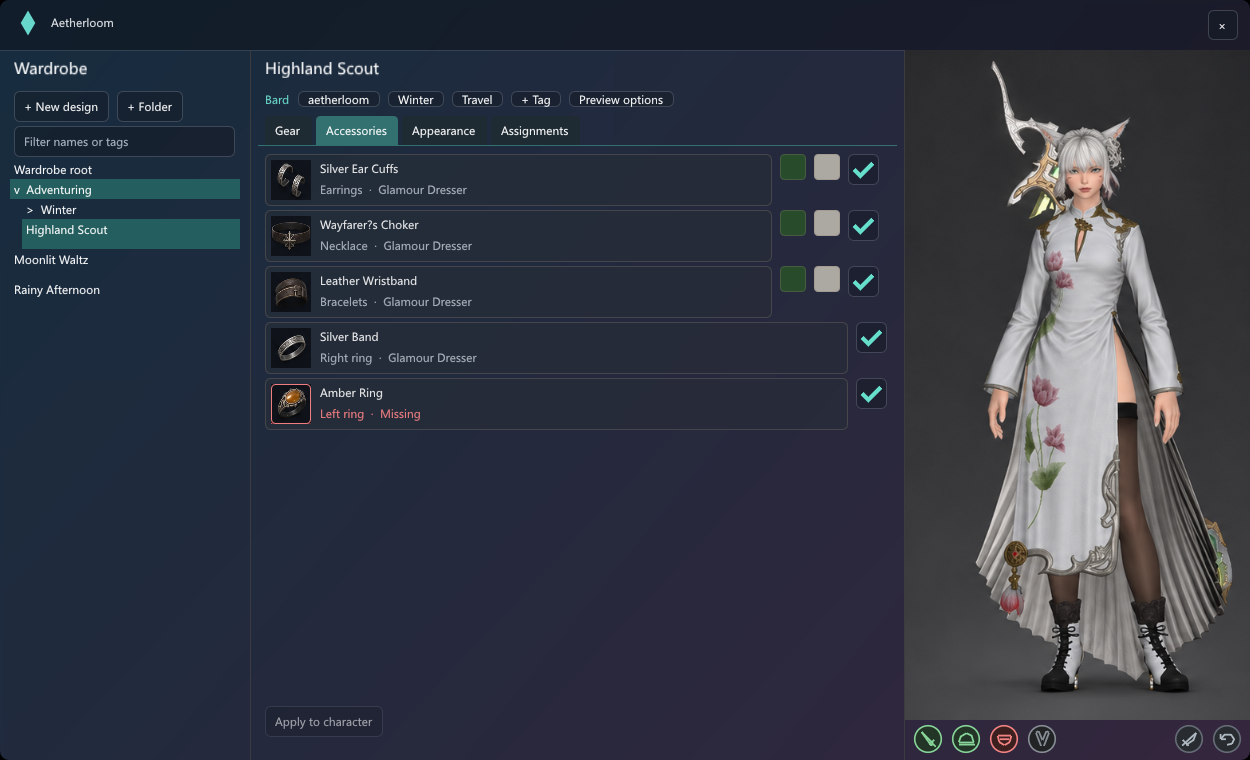 Aetherloom
×
Wardrobe
+ New design
+ Folder
Filter names or tags
Wardrobe root
v Adventuring
> Winter
Highland Scout
Moonlit Waltz
Rainy Afternoon
Highland Scout
Bard aetherloom Winter Travel + Tag Preview options
Gear Accessories Appearance Assignments
Silver Ear Cuffs
Earrings · Glamour Dresser
Wayfarer?s Choker
Necklace · Glamour Dresser
Leather Wristband
Bracelets · Glamour Dresser
Silver Band
Right ring · Glamour Dresser
Amber Ring
Left ring · Missing
Apply to character